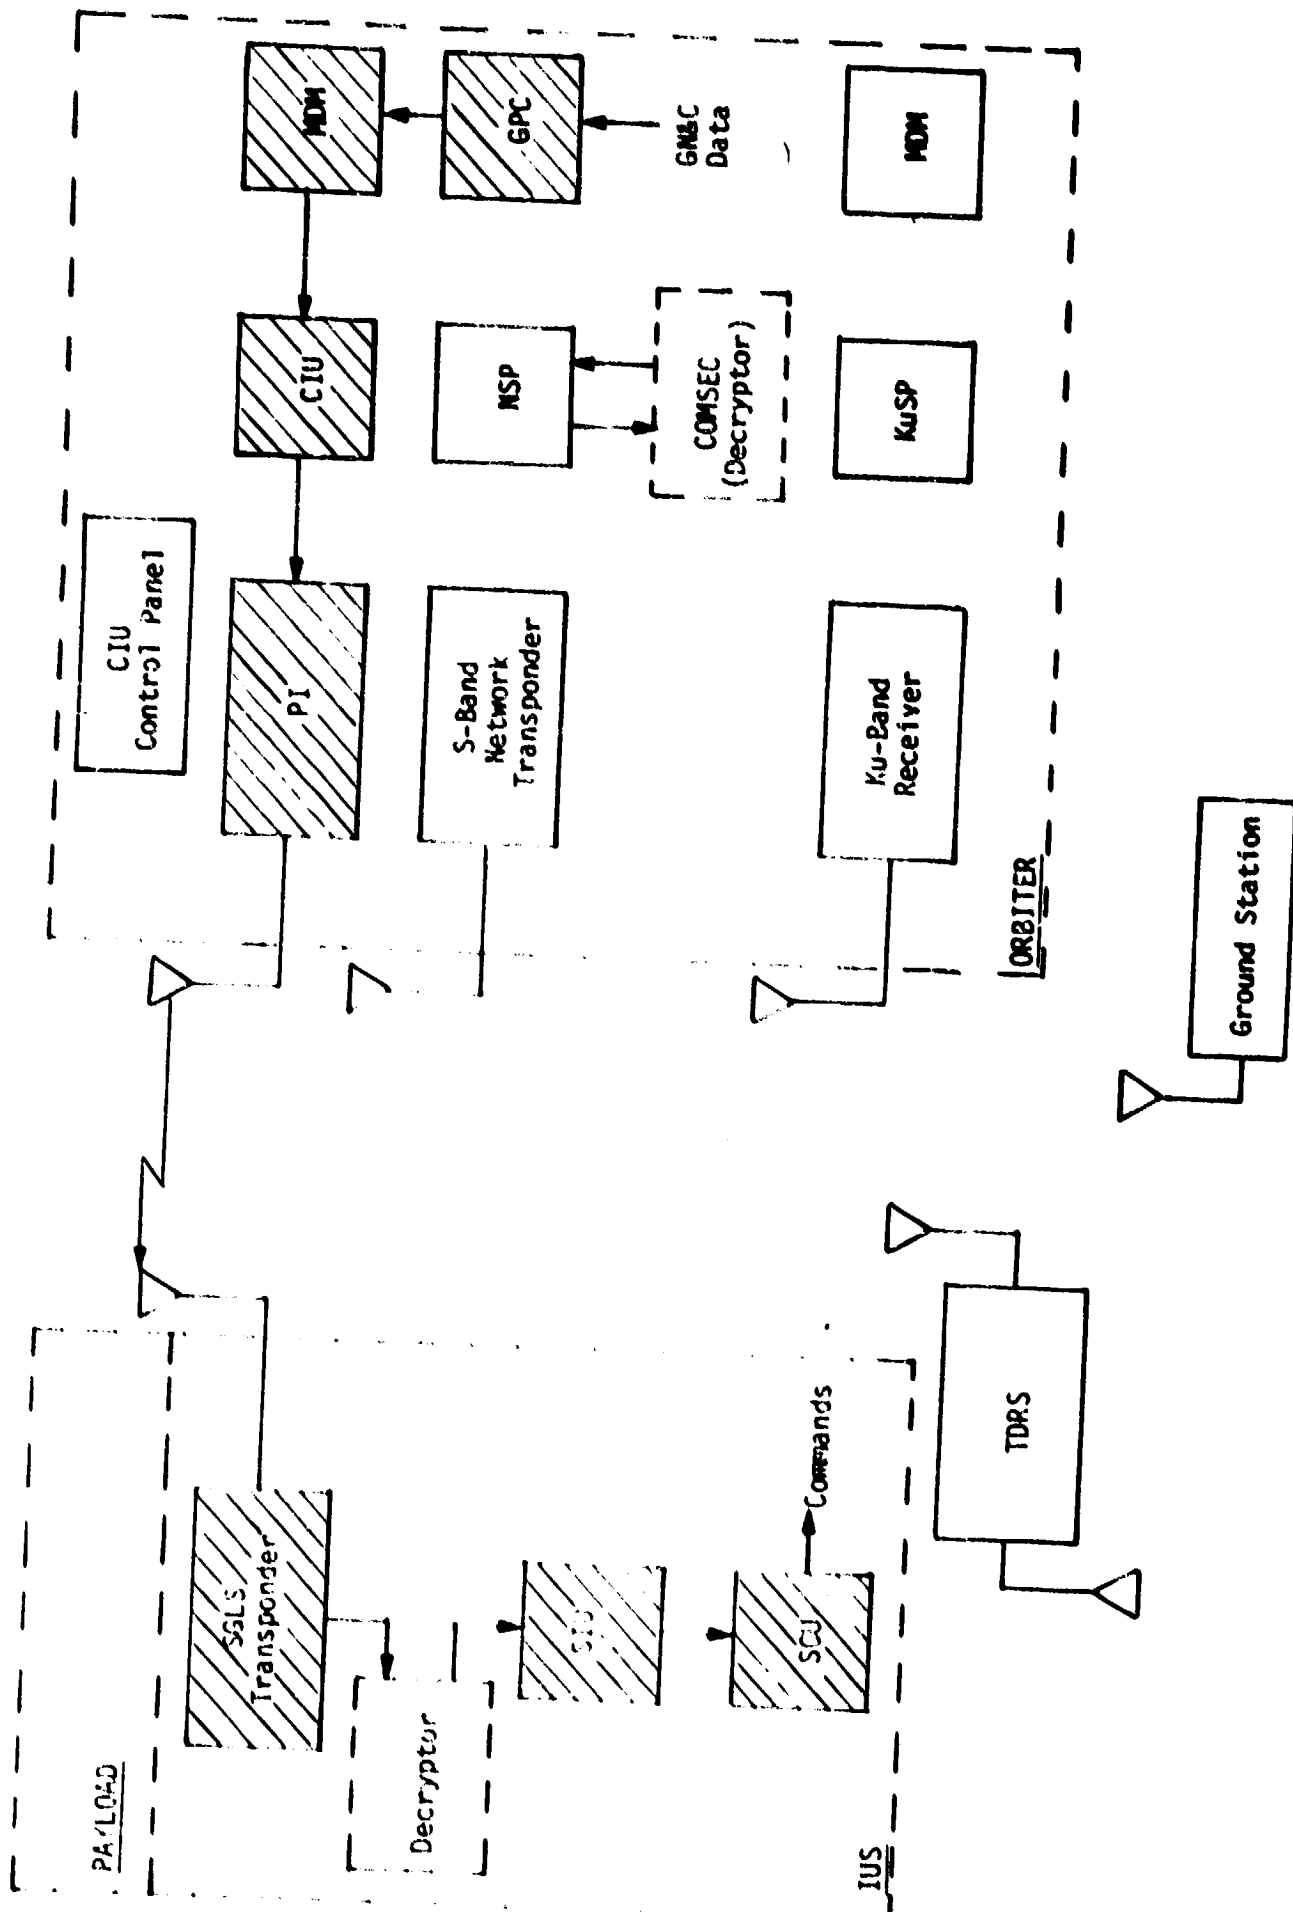 PAYLOAD
SGLS
Transponder
Decryptor
SCU
Commands
IUS
TDRS
CIU
Control Panel
PI
CIU
MDM
S-Band
Network
Transponder
NSP
GPC
COMSEC
(Decryptor)
GN&C
Data
Ku-Band
Receiver
KuSP
MDM
ORBITER
Ground Station